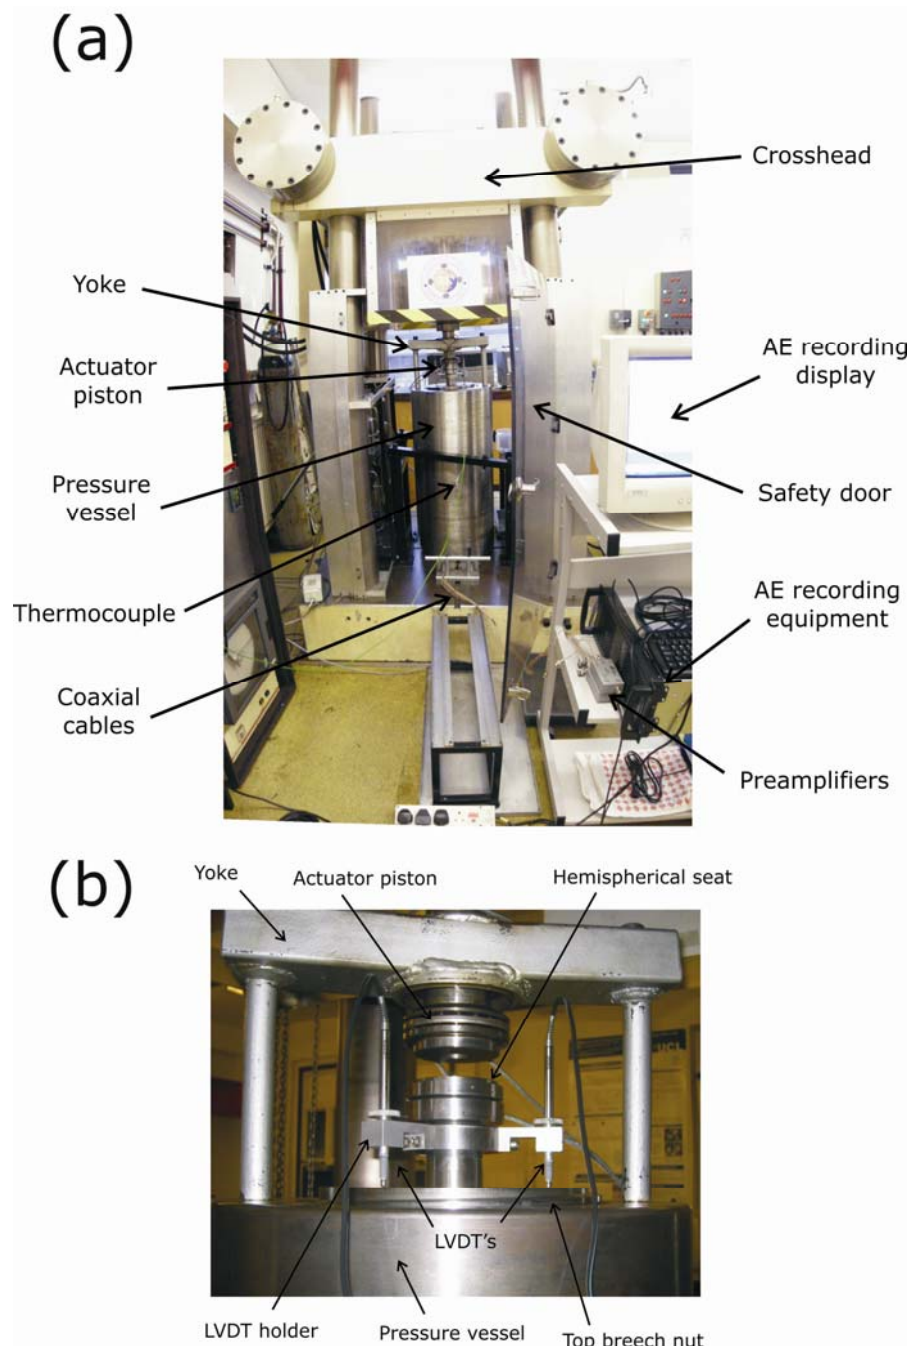 (a)
Crosshead
Yoke
Actuator
piston
AE recording
display
Pressure
vessel
Safety door
Thermocouple
AE recording
equipment
Coaxial
cables
Preamplifiers
(b)
Yoke
Actuator piston
Hemispherical seat
UCL
LVDT's
LVDT holder
Pressure vessel
Top breech nut